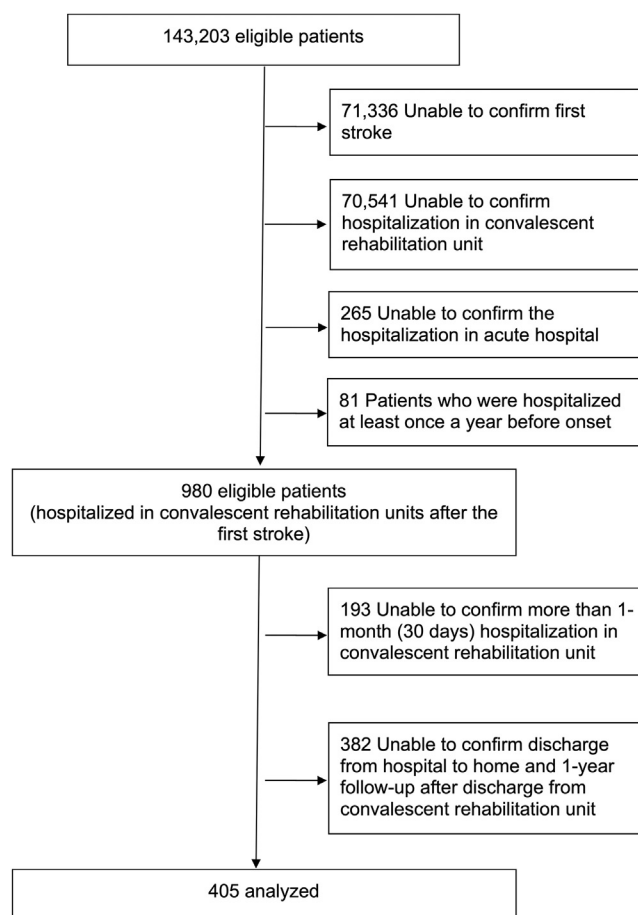 143,203 eligible patients
71,336 Unable to confirm first
stroke
70,541 Unable to confirm
hospitalization in convalescent
rehabilitation unit
265 Unable to confirm the
hospitalization in acute hospital
81 Patients who were hospitalized
at least once a year before onset
980 eligible patients
(hospitalized in convalescent rehabilitation units after the
first stroke)
193 Unable to confirm more than 1-
month (30 days) hospitalization in
convalescent rehabilitation unit
382 Unable to confirm discharge
from hospital to home and 1-year
follow-up after discharge from
convalescent rehabilitation unit
405 analyzed